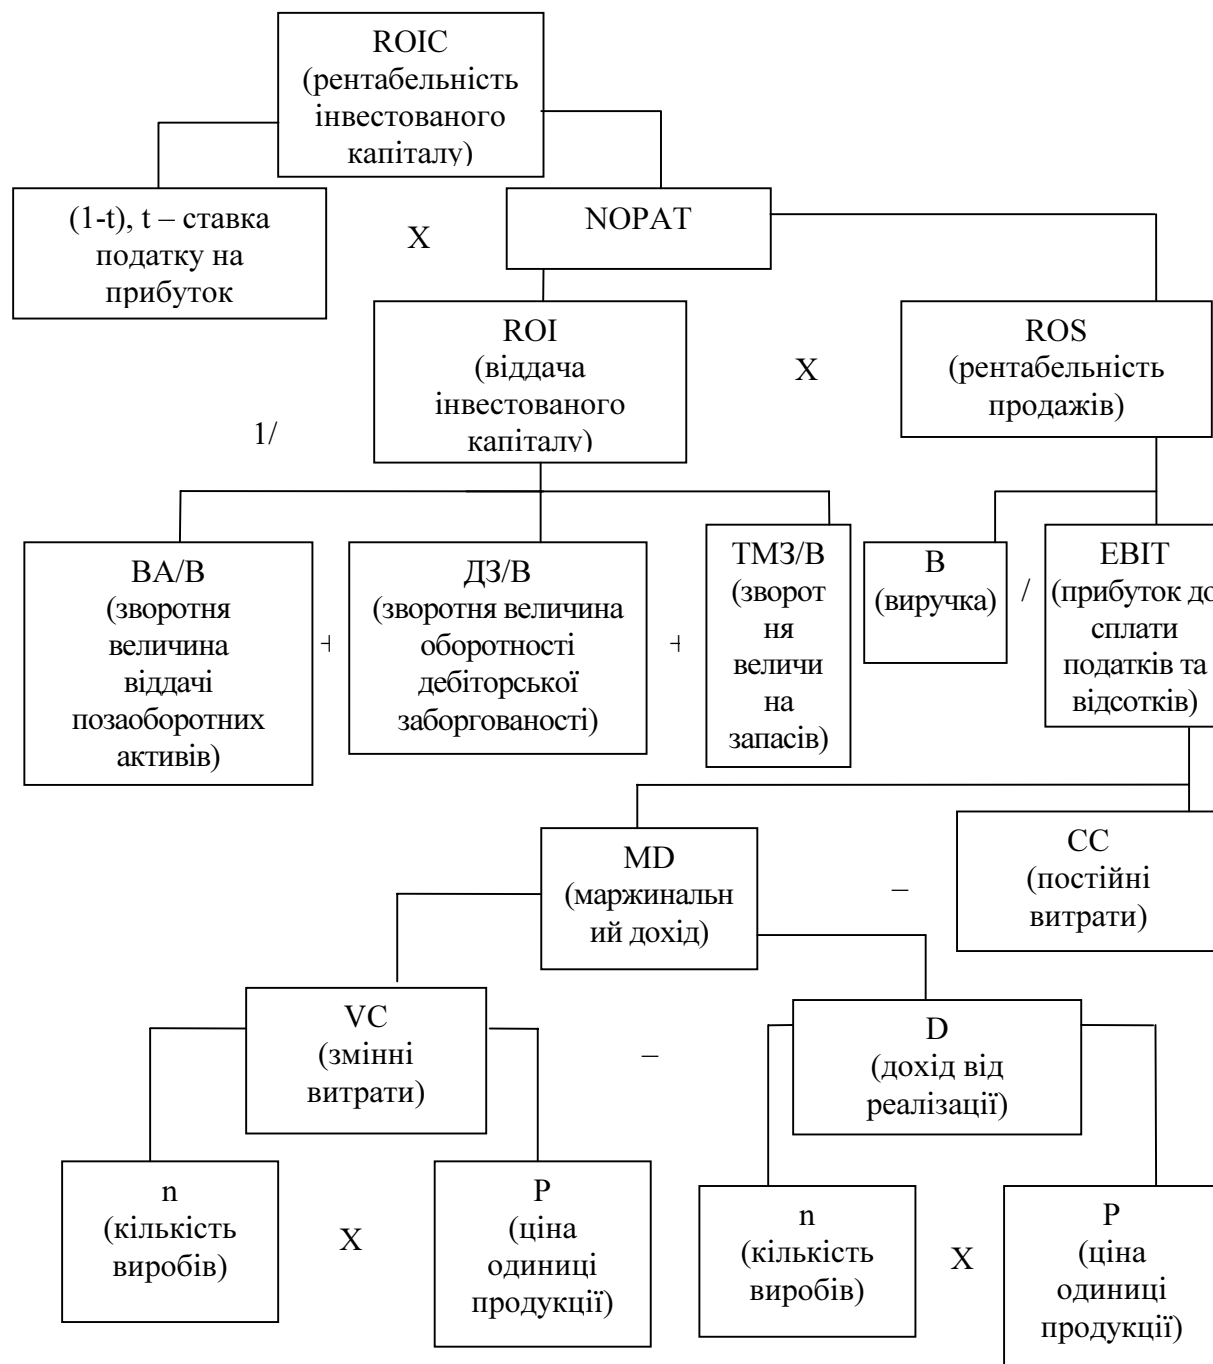 ROIC
(рентабельність
інвестованого
капіталу)
(1-t), t – ставка
податку на
прибуток
X
NOPAT
ROI
(віддача
інвестованого
капіталу)
X
ROS
(рентабельність
продажів)
1/
ВА/В
(зворотня
величина
віддачі
позаоборотних
активів)
+
ДЗ/В
(зворотня величина
оборотності
дебіторської
заборгованості)
+
ТМЗ/В
(зворот
ня
величи
на
запасів)
В
(виручка)
/
EBIT
(прибуток до
сплати
податків та
відсотків)
MD
(маржинальн
ий дохід)
–
CC
(постійні
витрати)
VC
(змінні
витрати)
–
D
(дохід від
реалізації)
n
(кількість
виробів)
X
P
(ціна
одиниці
продукції)
n
(кількість
виробів)
X
P
(ціна
одиниці
продукції)